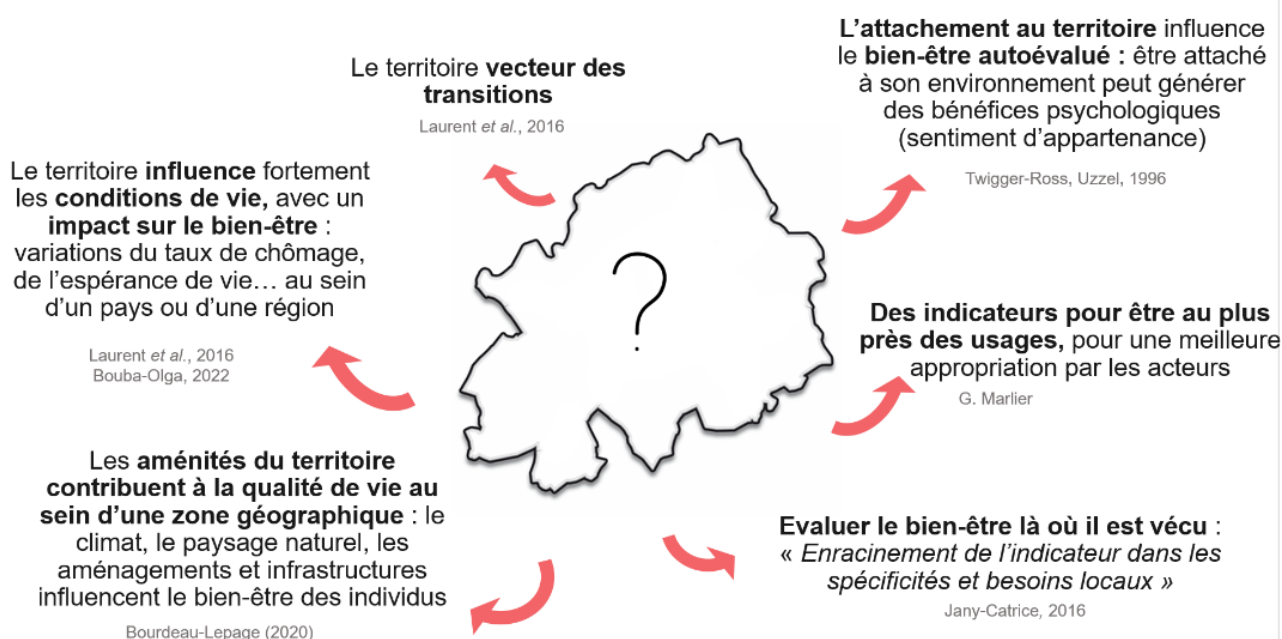 Le territoire vecteur des
transitions
Laurent et al., 2016
L'attachement au territoire influence
le bien-être autoévalué : être attaché
à son environnement peut générer
des bénéfices psychologiques
(sentiment d'appartenance)
Twigger-Ross, Uzzel, 1996
Le territoire influence fortement
les conditions de vie, avec un
impact sur le bien-être :
variations du taux de chômage,
de l'espérance de vie… au sein
d'un pays ou d'une région
Laurent et al., 2016
Bouba-Olga, 2022
?
Des indicateurs pour être au plus
près des usages, pour une meilleure
appropriation par les acteurs
G. Marlier
Les aménités du territoire
contribuent à la qualité de vie au
sein d'une zone géographique : le
climat, le paysage naturel, les
aménagements et infrastructures
influencent le bien-être des individus
Bourdeau-Lepage (2020)
Evaluer le bien-être là où il est vécu :
« Enracinement de l'indicateur dans les
spécificités et besoins locaux »
Jany-Catrice, 2016